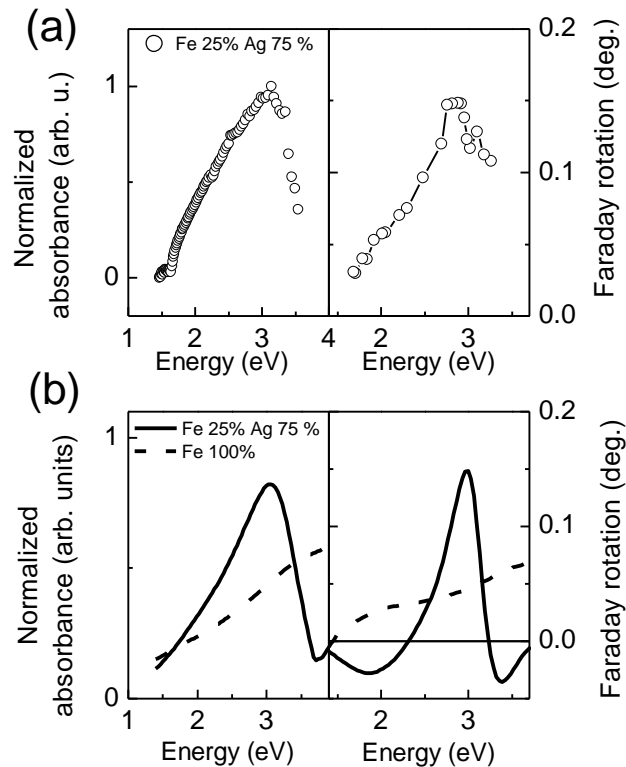 (a)
Fe 25% Ag 75 %
Normalized
absorbance (arb. u.)
1
0
1 2 3 4
Energy (eV)
2 3
Energy (eV)
0.2
0.1
0.0
Faraday rotation (deg.)
(b)
Fe 25% Ag 75 %
Fe 100%
Normalized
absorbance (arb. units)
1
1
1 2 3
Energy (eV)
2 3
Energy (eV)
0.2
0.1
0.0
Faraday rotation (deg.)